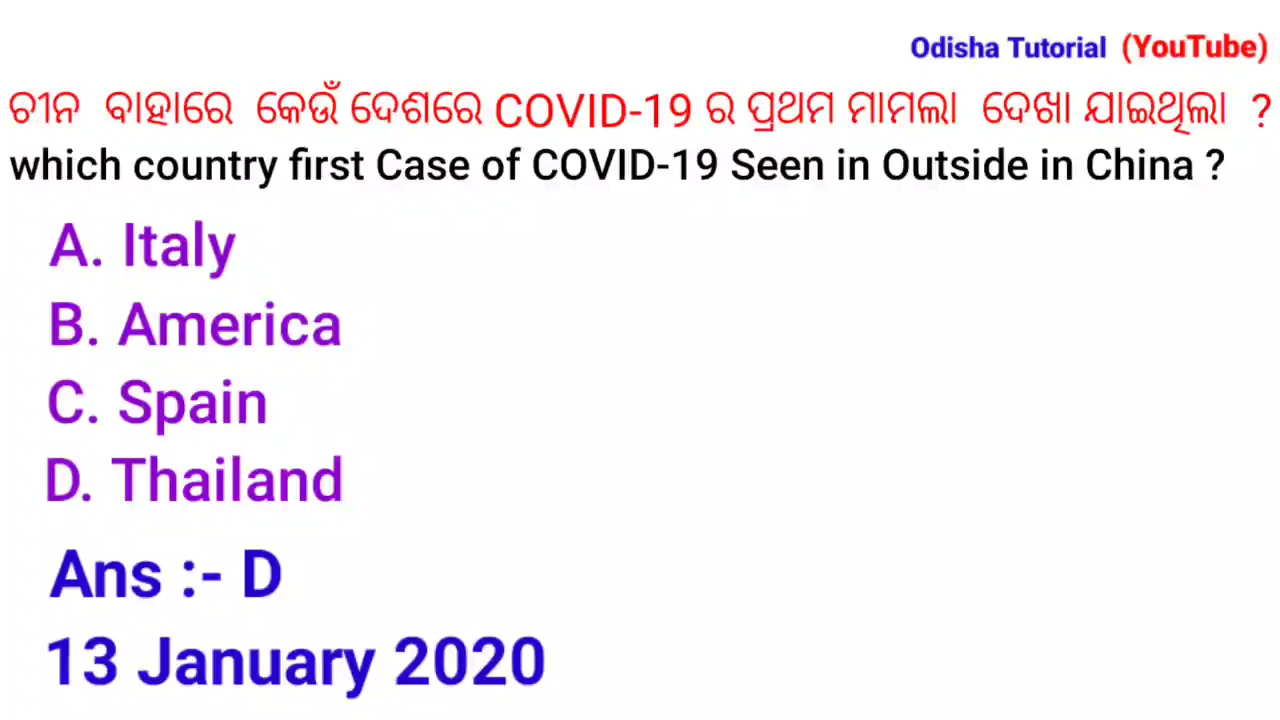 Odisha Tutorial (YouTube)
ଚୀନ ବାହାରେ କେଉଁ ଦେଶରେ COVID-19 ର ପ୍ରଥମ ମାମଲା ଦେଖା ଯାଇଥିଲା ?
which country first Case of COVID-19 Seen in Outside in China ?
A. Italy
B. America
C. Spain
D. Thailand
Ans :- D
13 January 2020